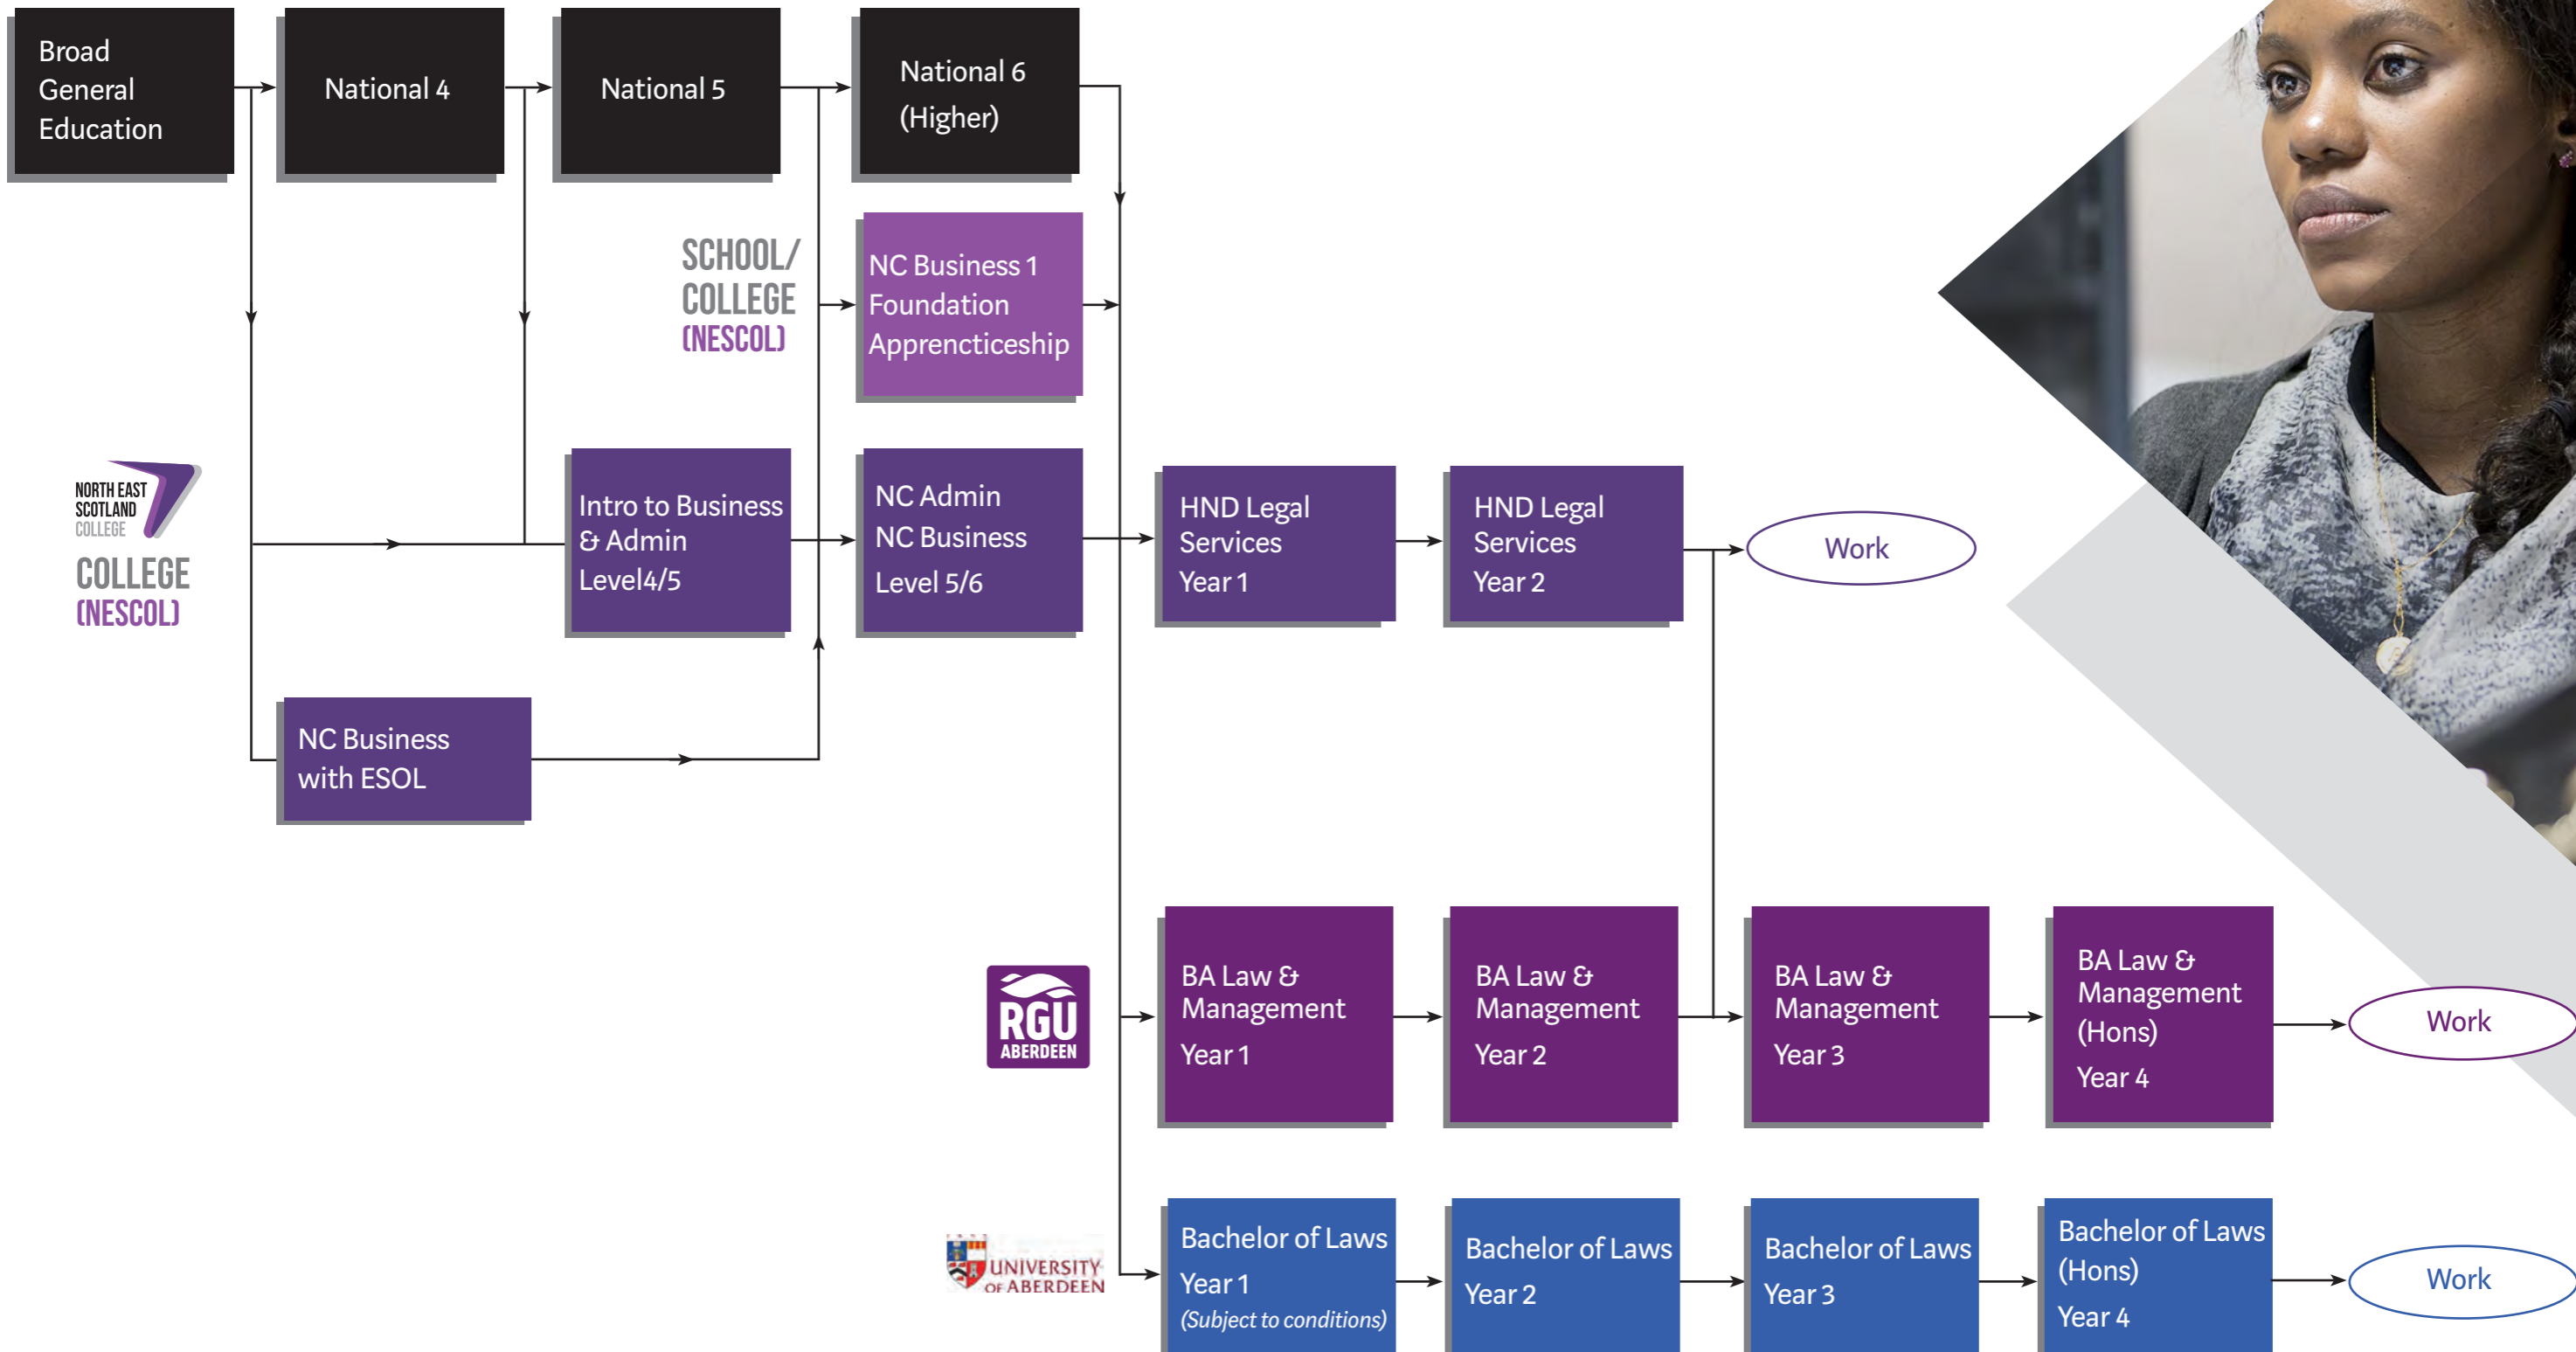 Broad
General
Education
National 4
National 5
National 6
(Higher)
SCHOOL/
COLLEGE
(NESCOL)
NC Business 1
Foundation
Apprencticeship
NORTH EAST
SCOTLAND
COLLEGE
COLLEGE
(NESCOL)
Intro to Business
& Admin
Level4/5
NC Admin
NC Business
Level 5/6
HND Legal
Services
Year 1
HND Legal
Services
Year 2
Work
NC Business
with ESOL
RGU
ABERDEEN
BA Law &
Management
Year 1
BA Law &
Management
Year 2
BA Law &
Management
Year 3
BA Law &
Management
(Hons)
Year 4
Work
UNIVERSITY
OF ABERDEEN
Bachelor of Laws
Year 1
(Subject to conditions)
Bachelor of Laws
Year 2
Bachelor of Laws
Year 3
Bachelor of Laws
(Hons)
Year 4
Work